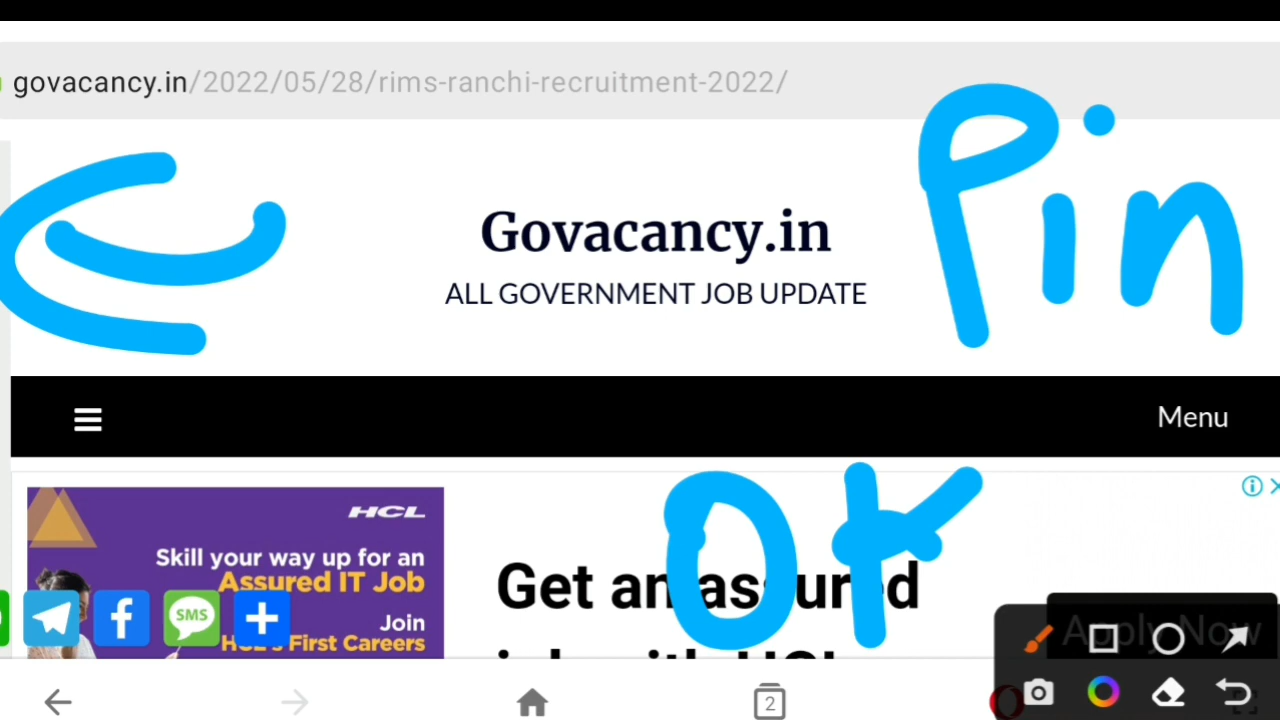 govacancy.in/2022/05/28/rims-ranchi-recruitment-2022/
Pin
Govacancy.in
ALL GOVERNMENT JOB UPDATE
Menu
OK
HCL
Skill your way up for an
Assured IT Job
Join
HCL's First Careers
Get an assured
Apply Now
SMS
2